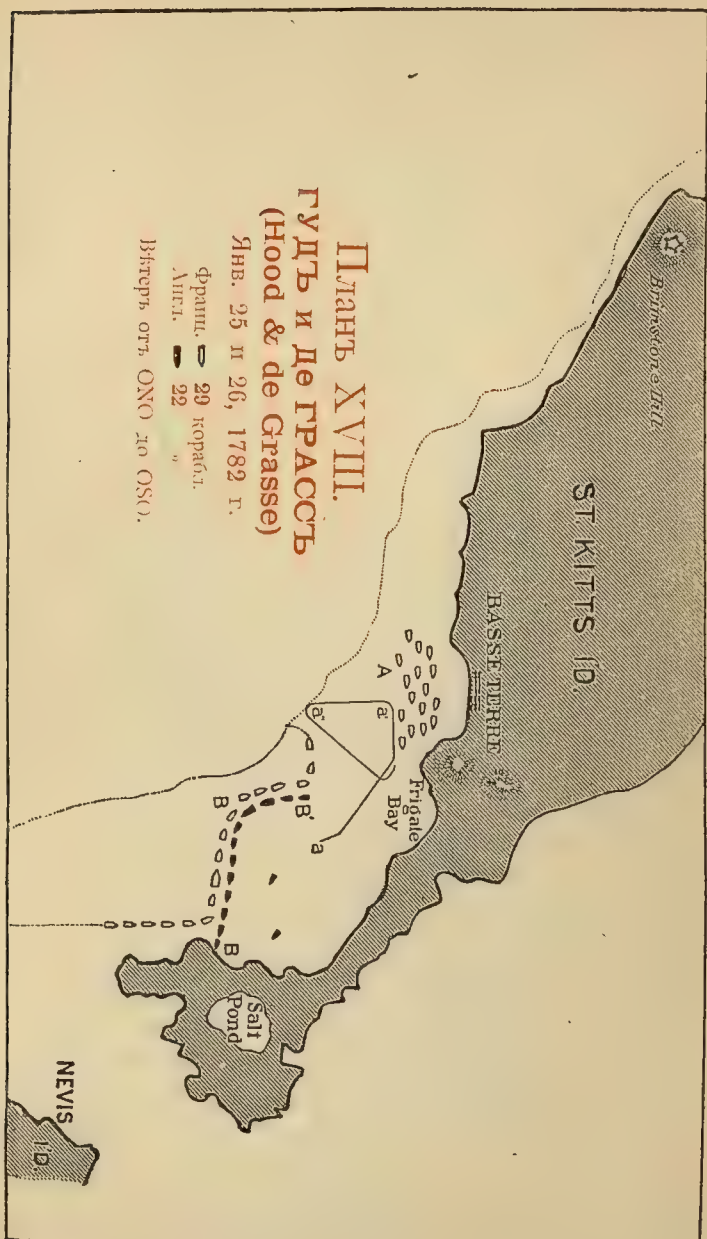 Планъ XVIII.
ГУДЪ и Де ГРАССЪ
(Hood & de Grasse)
Янв. 25 и 26, 1782 г.
Франц. 29 корабл.
Англ. 22 „
Вѣтеръ отъ ONO до OSO.
Brimstone Hill.
ST. KITTS I'D.
BASSE TERRE
A
a'
a"
Frigate
Bay
a
B'
B
B
Salt
Pond
NEVIS
I'D.